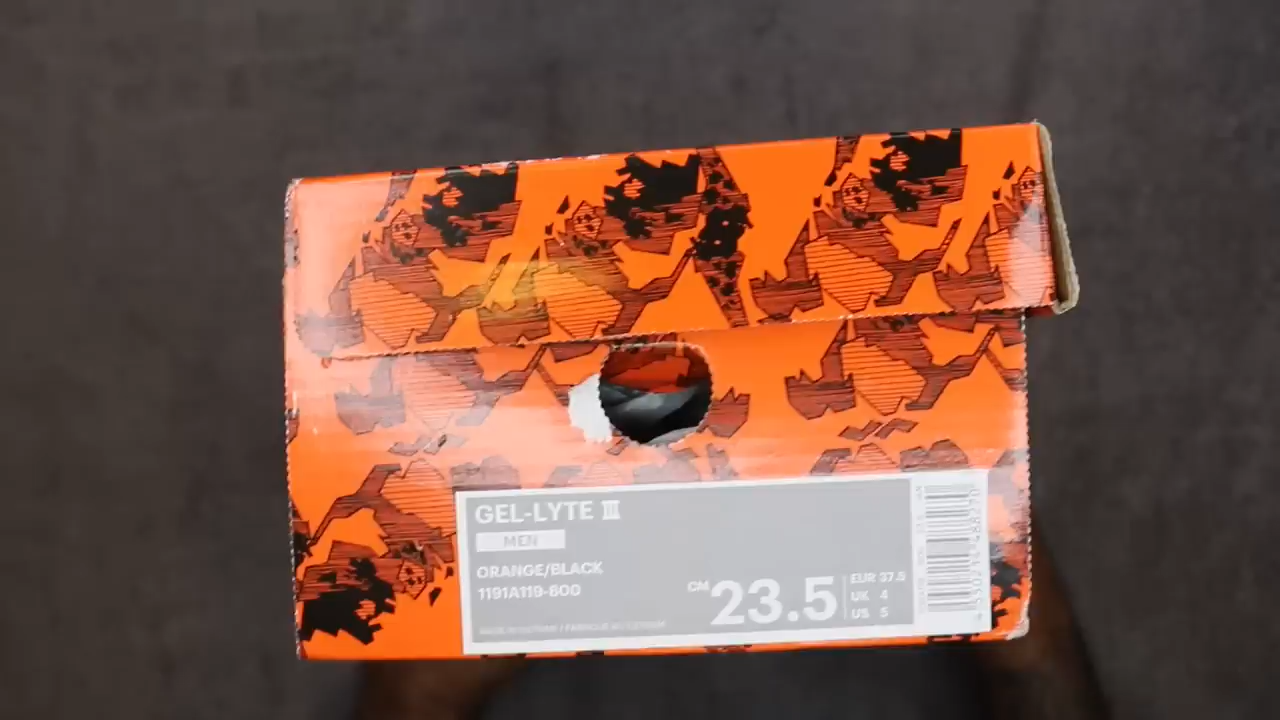 GEL-LYTE III
MEN
ORANGE/BLACK
1191A119-800
CM 23.5
EUR 37.5
UK 4
US 5